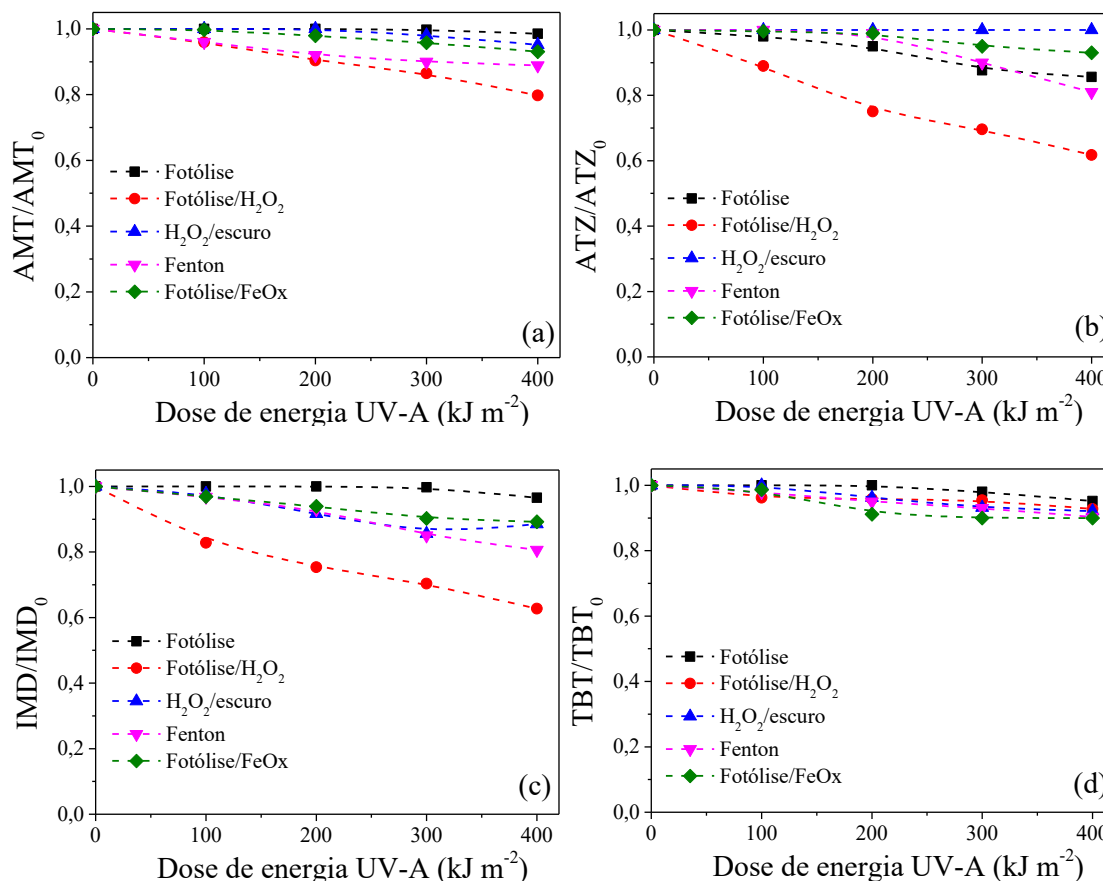 AMT/AMT₀
1,0
0,8
0,6
0,4
0,2
0,0
Fotólise
Fotólise/H₂O₂
H₂O₂/escuro
Fenton
Fotólise/FeOx
(a)
0 100 200 300 400
Dose de energia UV-A (kJ m⁻²)
ATZ/ATZ₀
1,0
0,8
0,6
0,4
0,2
0,0
Fotólise
Fotólise/H₂O₂
H₂O₂/escuro
Fenton
Fotólise/FeOx
(b)
0 100 200 300 400
Dose de energia UV-A (kJ m⁻²)
IMD/IMD₀
1,0
0,8
0,6
0,4
0,2
0,0
Fotólise
Fotólise/H₂O₂
H₂O₂/escuro
Fenton
Fotólise/FeOx
(c)
0 100 200 300 400
Dose de energia UV-A (kJ m⁻²)
TBT/TBT₀
1,0
0,8
0,6
0,4
0,2
0,0
Fotólise
Fotólise/H₂O₂
H₂O₂/escuro
Fenton
Fotólise/FeOx
(d)
0 100 200 300 400
Dose de energia UV-A (kJ m⁻²)